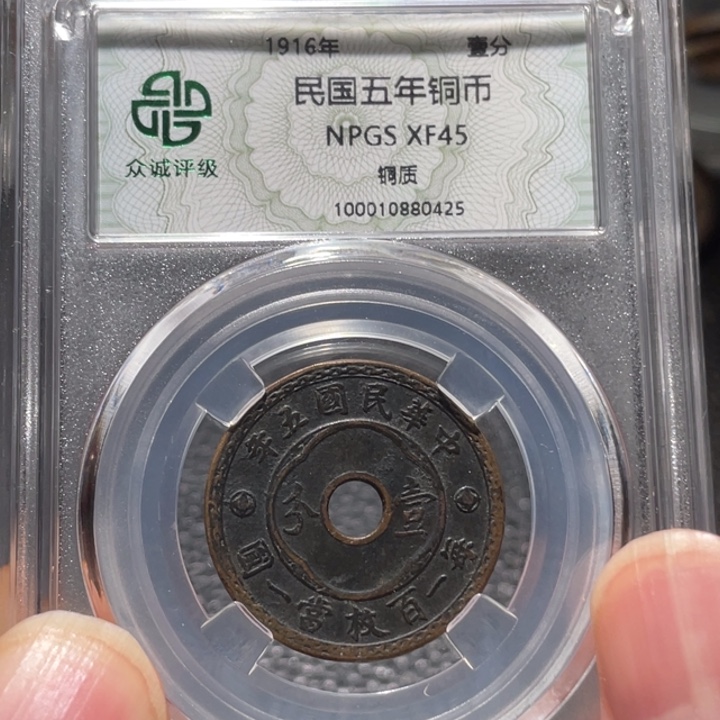 1916年 壹分
民国五年铜币
NPGS XF45
众诚评级
铜质
100010880425
中華民國五年
壹分
每一百枚當一圓